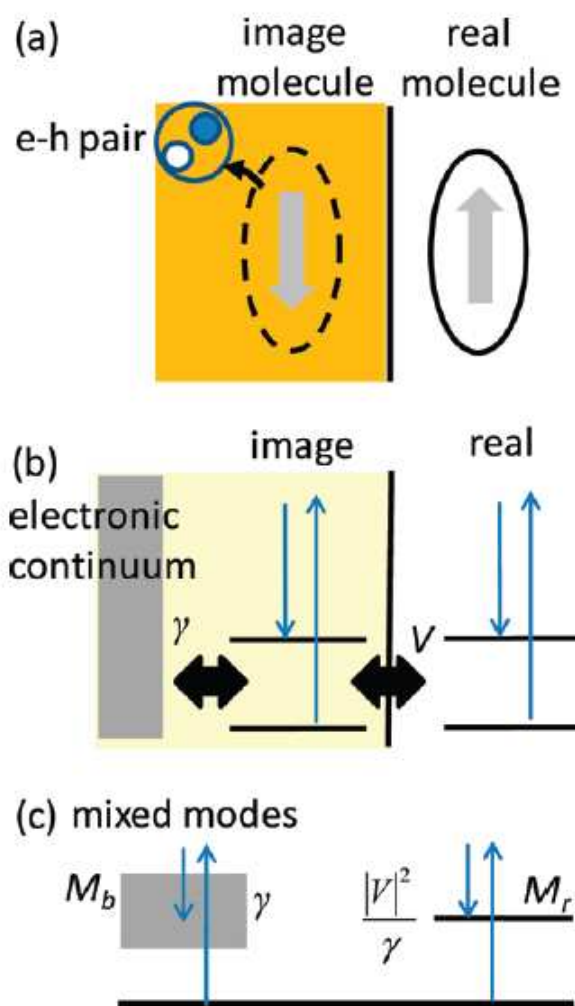 (a)
image
molecule
real
molecule
e-h pair
(b)
image
real
electronic
continuum
γ
V
(c) mixed modes
M_b
γ
|V|²
γ
M_r